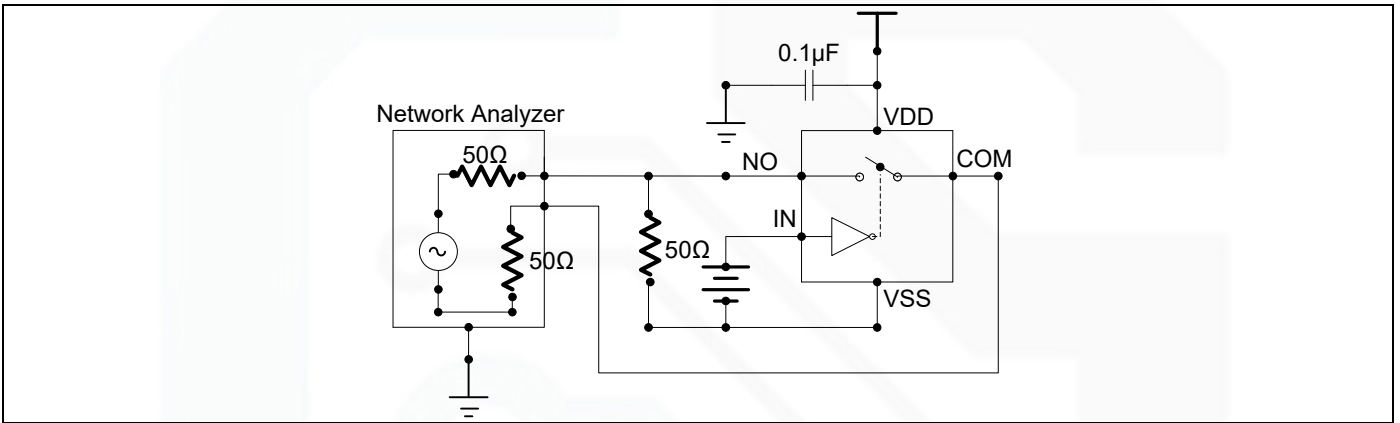 0.1µF
VDD
Network Analyzer
50Ω
NO
COM
IN
50Ω
50Ω
VSS